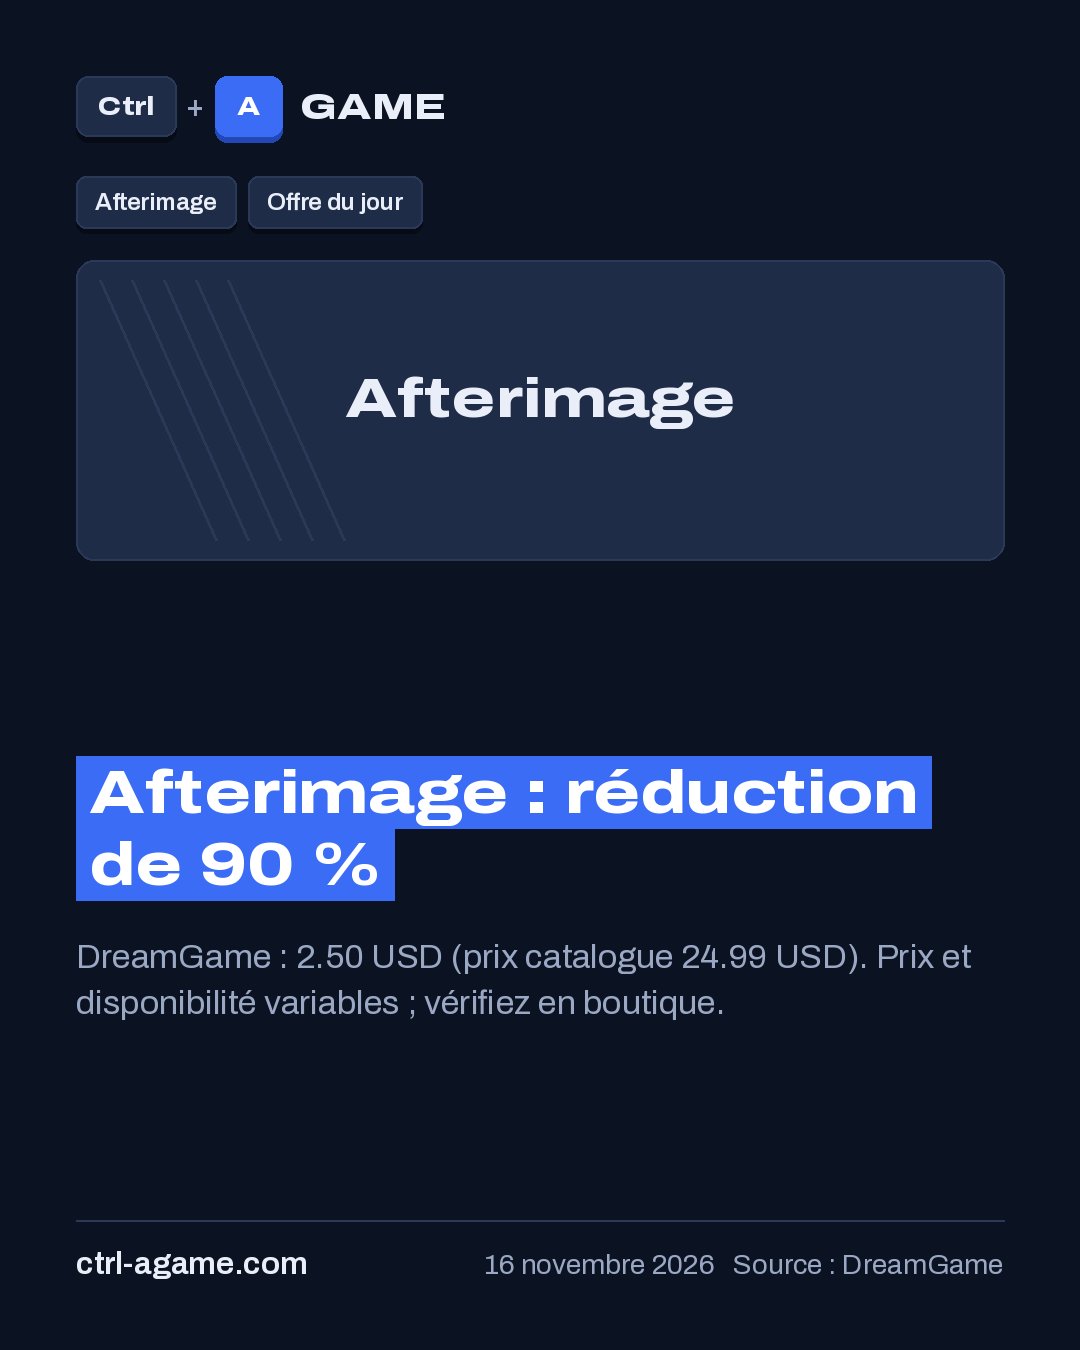 Ctrl + A GAME
Afterimage Offre du jour
Afterimage
Afterimage : réduction
de 90 %
DreamGame : 2.50 USD (prix catalogue 24.99 USD). Prix et
disponibilité variables ; vérifiez en boutique.
ctrl-agame.com 16 novembre 2026 Source : DreamGame